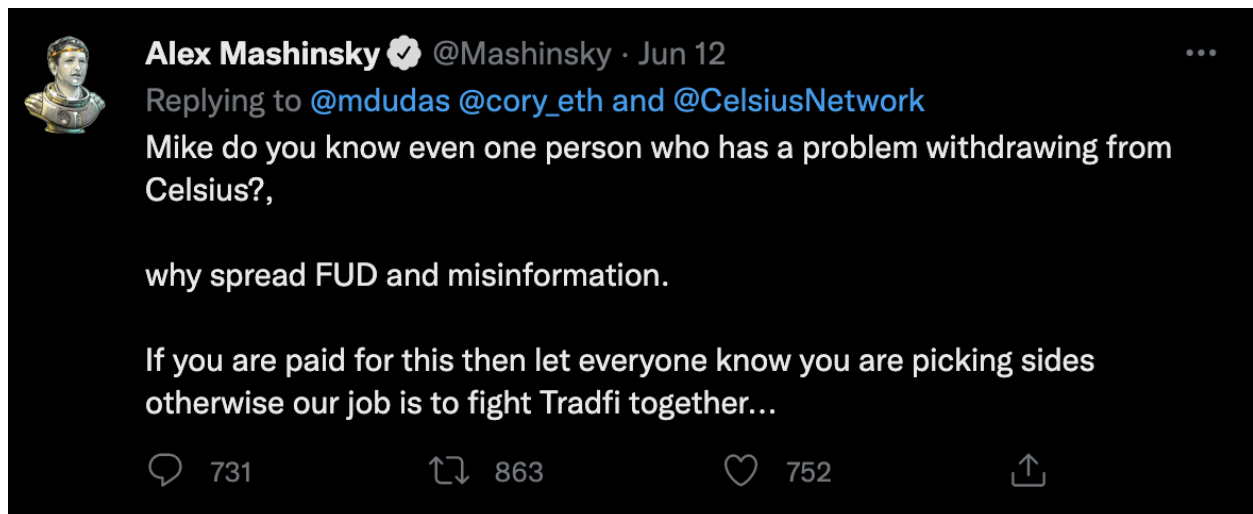 Alex Mashinsky @Mashinsky · Jun 12
Replying to @mdudas @cory_eth and @CelsiusNetwork
Mike do you know even one person who has a problem withdrawing from
Celsius?,
why spread FUD and misinformation.
If you are paid for this then let everyone know you are picking sides
otherwise our job is to fight Tradfi together...
731 863 752